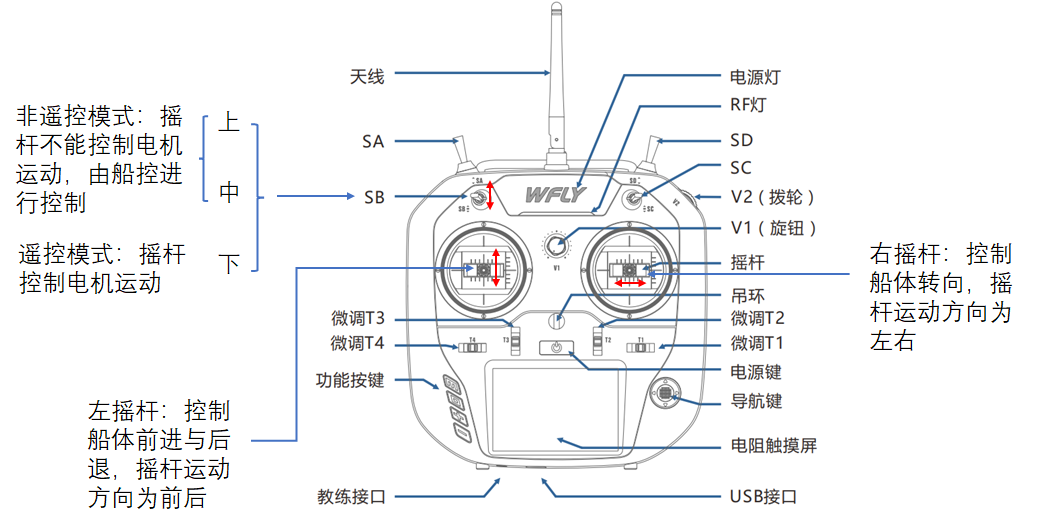 天线
电源灯
RF灯
非遥控模式：摇
杆不能控制电机
运动，由船控进
行控制
上
中
下
遥控模式：摇杆
控制电机运动
SA
SB
SD
SC
V2（拨轮）
V1（旋钮）
摇杆
吊环
SA
SB
SD
SC
V2
WFLY
V1
右摇杆：控制
船体转向，摇
杆运动方向为
左右
微调T3
微调T4
微调T2
微调T1
T4
T3
T2
T1
功能按键
电源键
导航键
电阻触摸屏
左摇杆：控制
船体前进与后
退，摇杆运动
方向为前后
教练接口
USB接口